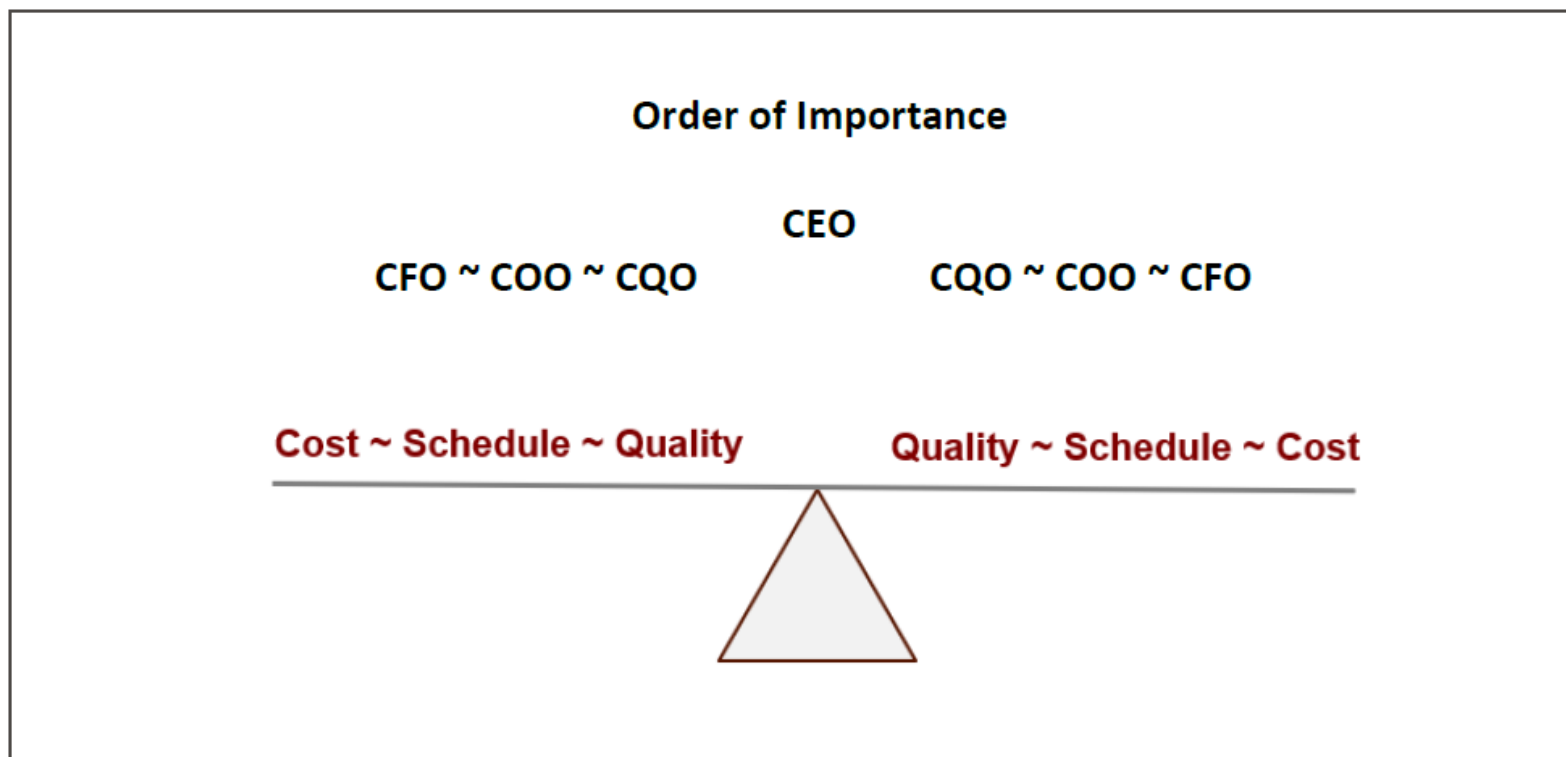 Order of Importance
CEO
CFO ~ COO ~ CQO CQO ~ COO ~ CFO
Cost ~ Schedule ~ Quality Quality ~ Schedule ~ Cost